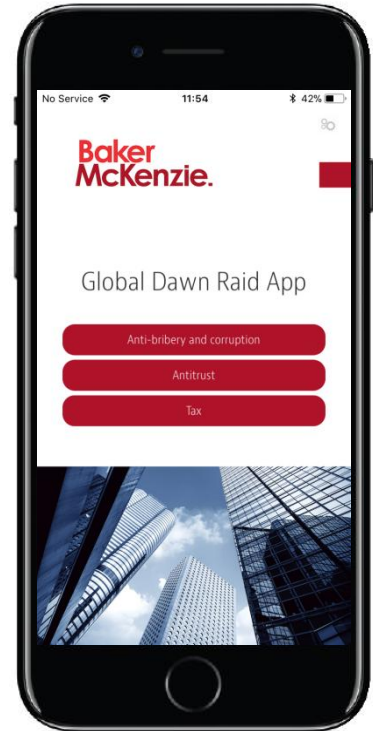 No Service 11:54 42%
Baker
McKenzie.
Global Dawn Raid App
Anti-bribery and corruption
Antitrust
Tax